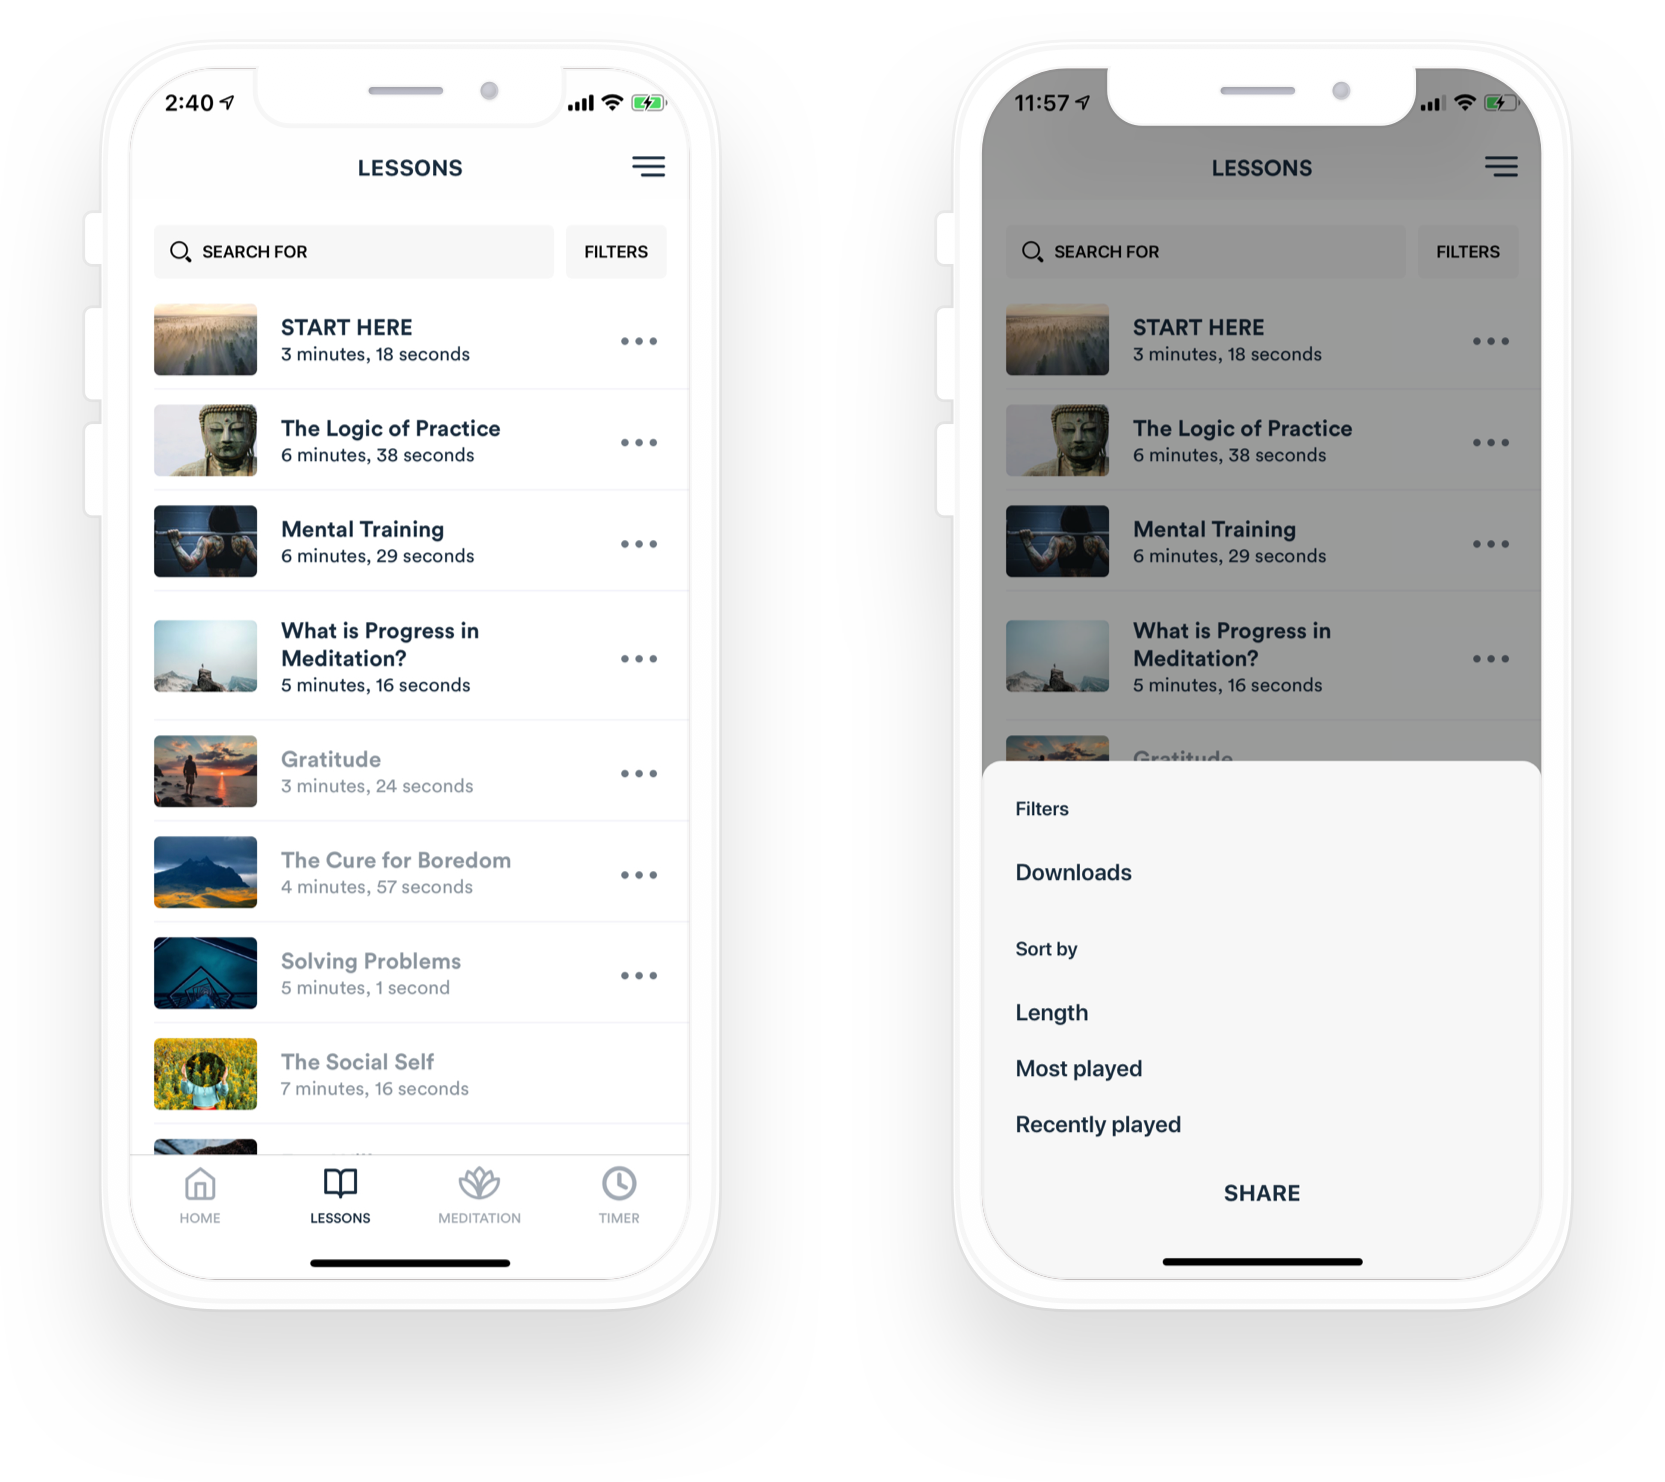 2:40
LESSONS
SEARCH FOR
FILTERS
START HERE
3 minutes, 18 seconds
The Logic of Practice
6 minutes, 38 seconds
Mental Training
6 minutes, 29 seconds
What is Progress in
Meditation?
5 minutes, 16 seconds
Gratitude
3 minutes, 24 seconds
The Cure for Boredom
4 minutes, 57 seconds
Solving Problems
5 minutes, 1 second
The Social Self
7 minutes, 16 seconds
HOME
LESSONS
MEDITATION
TIMER
11:57
LESSONS
SEARCH FOR
FILTERS
START HERE
3 minutes, 18 seconds
The Logic of Practice
6 minutes, 38 seconds
Mental Training
6 minutes, 29 seconds
What is Progress in
Meditation?
5 minutes, 16 seconds
Gratitude
Filters
Downloads
Sort by
Length
Most played
Recently played
SHARE